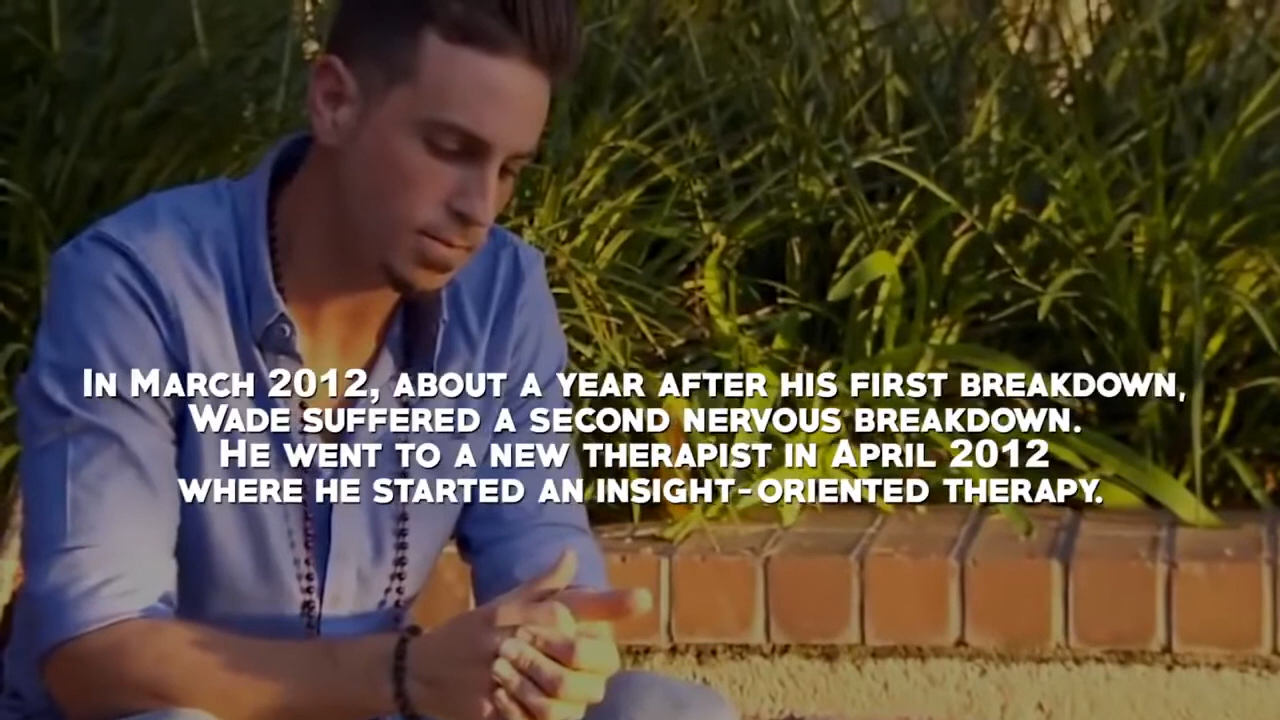 In March 2012, about a year after his first breakdown,
Wade suffered a second nervous breakdown.
He went to a new therapist in April 2012
where he started an insight-oriented therapy.